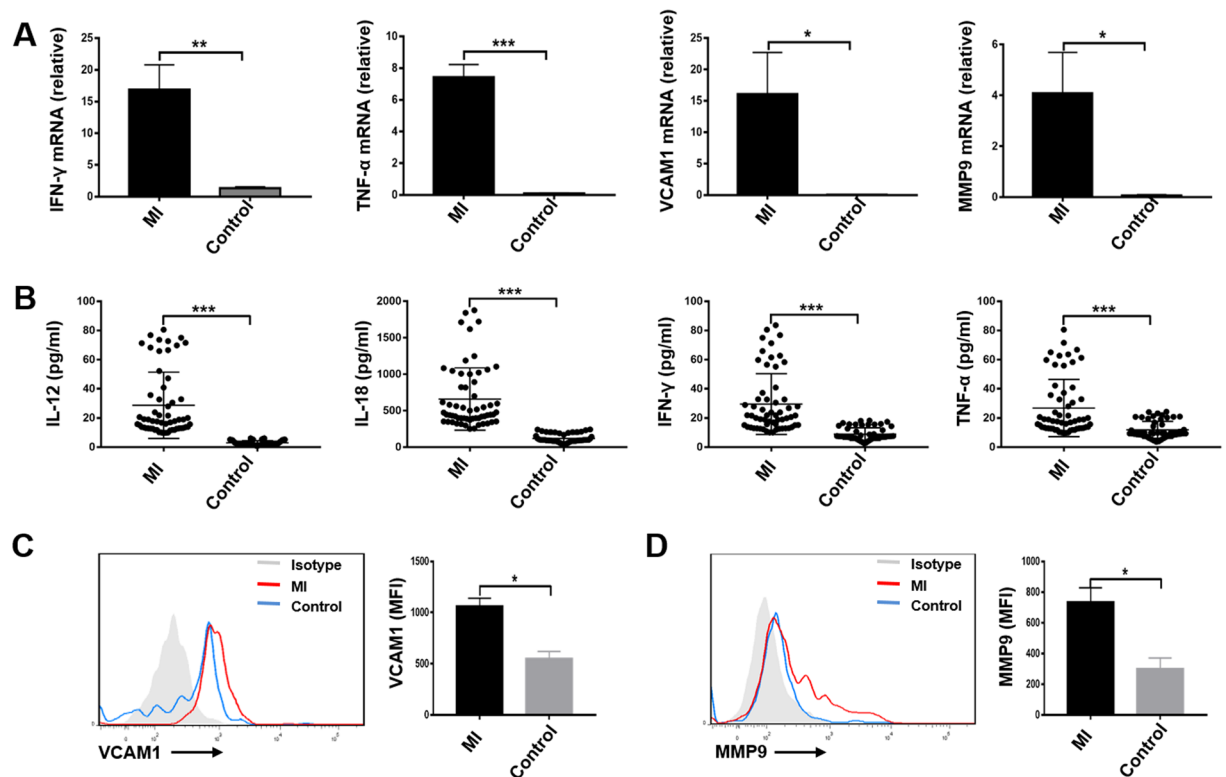 A
IFN-γ mRNA (relative)
25
20
15
10
5
0
**
MI
Control
TNF-α mRNA (relative)
8
6
4
2
0
***
MI
Control
VCAM1 mRNA (relative)
25
20
15
10
5
0
*
MI
Control
MMP9 mRNA (relative)
6
4
2
0
*
MI
Control
B
IL-12 (pg/ml)
100
80
60
40
20
0
***
MI
Control
IL-18 (pg/ml)
2000
1500
1000
500
0
***
MI
Control
IFN-γ (pg/ml)
100
80
60
40
20
0
***
MI
Control
TNF-α (pg/ml)
100
80
60
40
20
0
***
MI
Control
C
Isotype
MI
Control
VCAM1
VCAM1 (MFI)
1500
1000
500
0
*
MI
Control
D
Isotype
MI
Control
MMP9
MMP9 (MFI)
1000
800
600
400
200
0
*
MI
Control